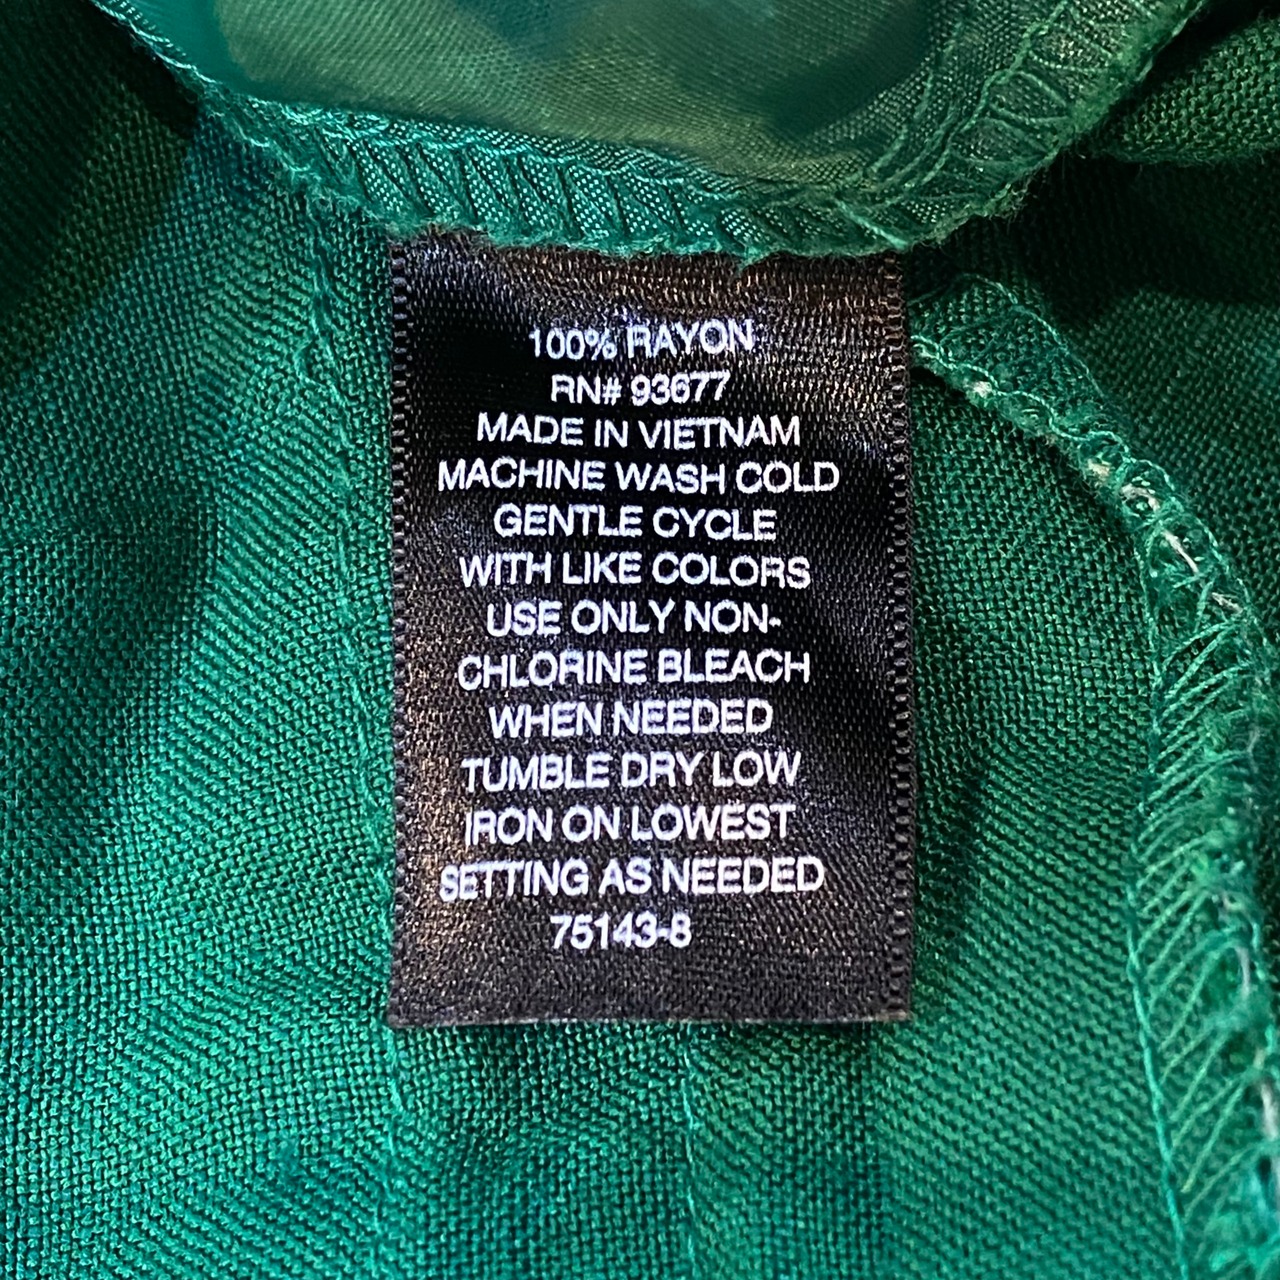 100% RAYON
RN# 93677
MADE IN VIETNAM
MACHINE WASH COLD
GENTLE CYCLE
WITH LIKE COLORS
USE ONLY NON-
CHLORINE BLEACH
WHEN NEEDED
TUMBLE DRY LOW
IRON ON LOWEST
SETTING AS NEEDED
75143-8